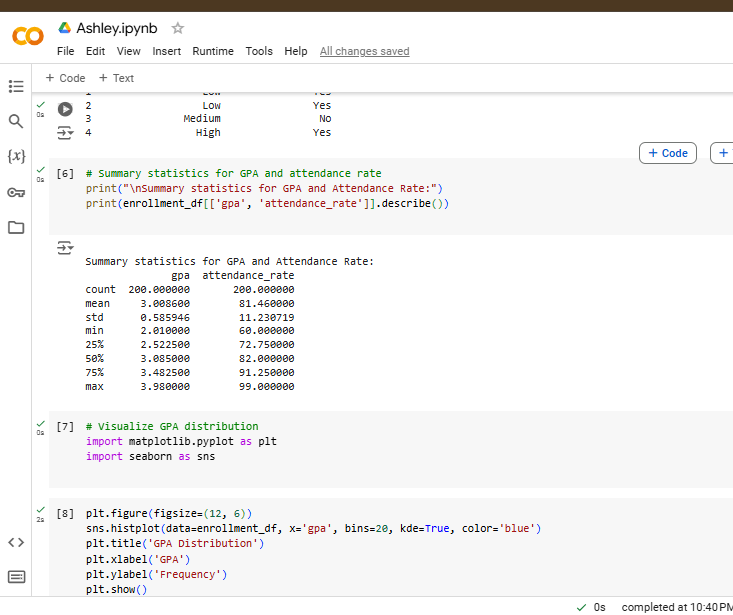 Ashley.ipynb
File Edit View Insert Runtime Tools Help All changes saved
+ Code + Text
2 Low Yes
0s
3 Medium No
4 High Yes
+ Code
+
[6] # Summary statistics for GPA and attendance rate
0s
print("\nSummary statistics for GPA and Attendance Rate:")
print(enrollment_df[['gpa', 'attendance_rate']].describe())
{x}
Summary statistics for GPA and Attendance Rate:
gpa attendance_rate
count 200.000000 200.000000
mean 3.008600 81.460000
std 0.585946 11.230719
min 2.010000 60.000000
25% 2.522500 72.750000
50% 3.085000 82.000000
75% 3.482500 91.250000
max 3.980000 99.000000
[7] # Visualize GPA distribution
0s
import matplotlib.pyplot as plt
import seaborn as sns
[8] plt.figure(figsize=(12, 6))
2s
sns.histplot(data=enrollment_df, x='gpa', bins=20, kde=True, color='blue')
plt.title('GPA Distribution')
plt.xlabel('GPA')
plt.ylabel('Frequency')
plt.show()
0s completed at 10:40 PM